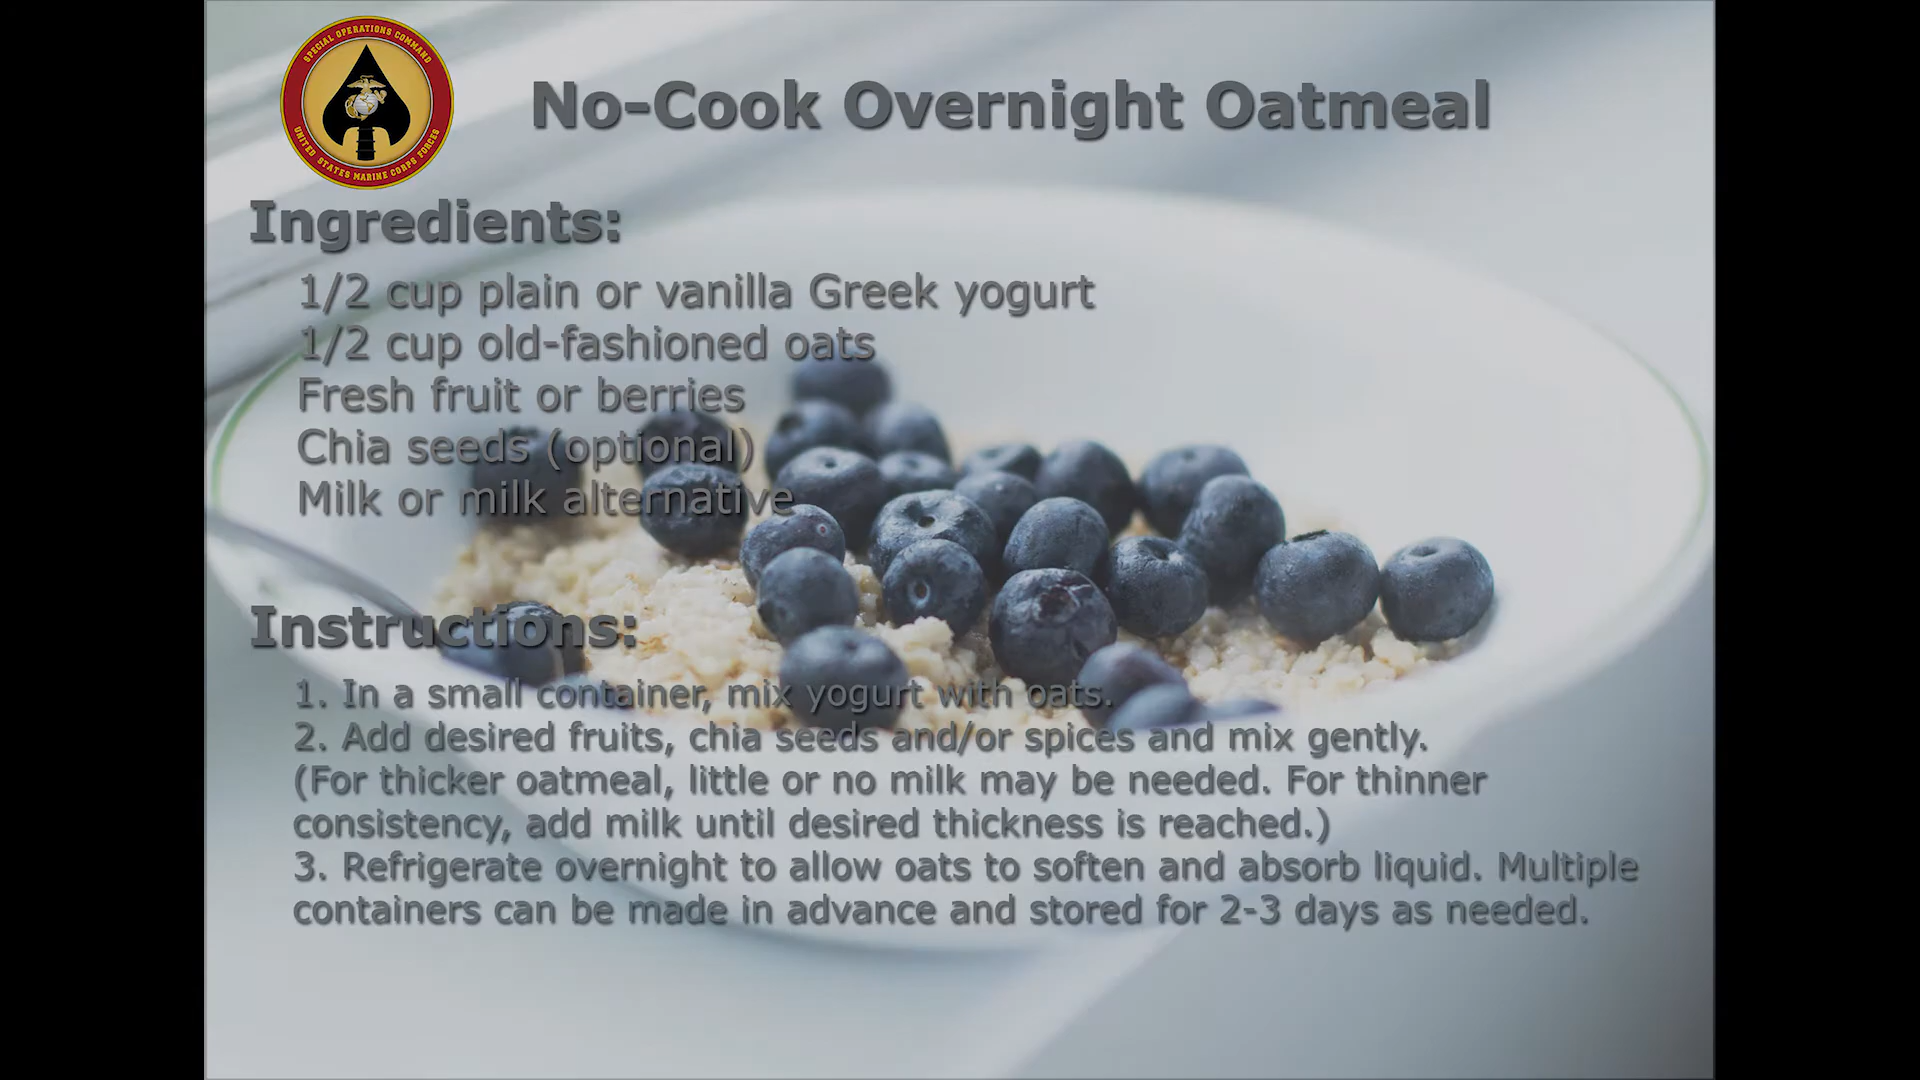 SPECIAL OPERATIONS COMMAND
UNITED STATES MARINE CORPS FORCES
No-Cook Overnight Oatmeal
Ingredients:
1/2 cup plain or vanilla Greek yogurt
1/2 cup old-fashioned oats
Fresh fruit or berries
Chia seeds (optional)
Milk or milk alternative
Instructions:
1. In a small container, mix yogurt with oats.
2. Add desired fruits, chia seeds and/or spices and mix gently.
(For thicker oatmeal, little or no milk may be needed. For thinner
consistency, add milk until desired thickness is reached.)
3. Refrigerate overnight to allow oats to soften and absorb liquid. Multiple
containers can be made in advance and stored for 2-3 days as needed.